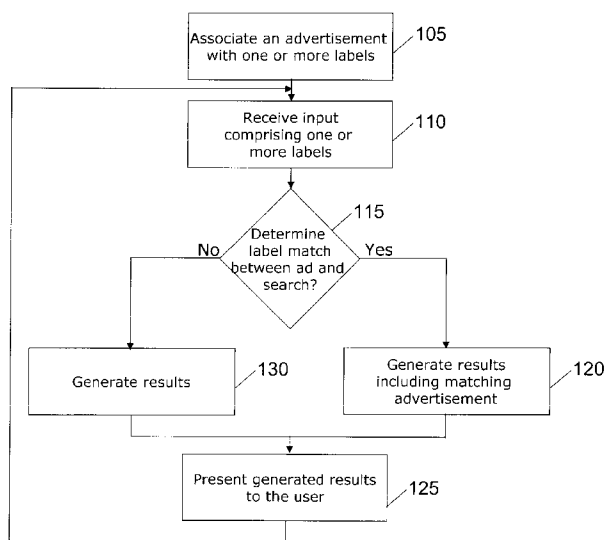 Associate an advertisement
with one or more labels
105
Receive input
comprising one or
more labels
110
115
Determine
label match
between ad and
search?
No
Yes
Generate results
130
Generate results
including matching
advertisement
120
Present generated results
to the user
125